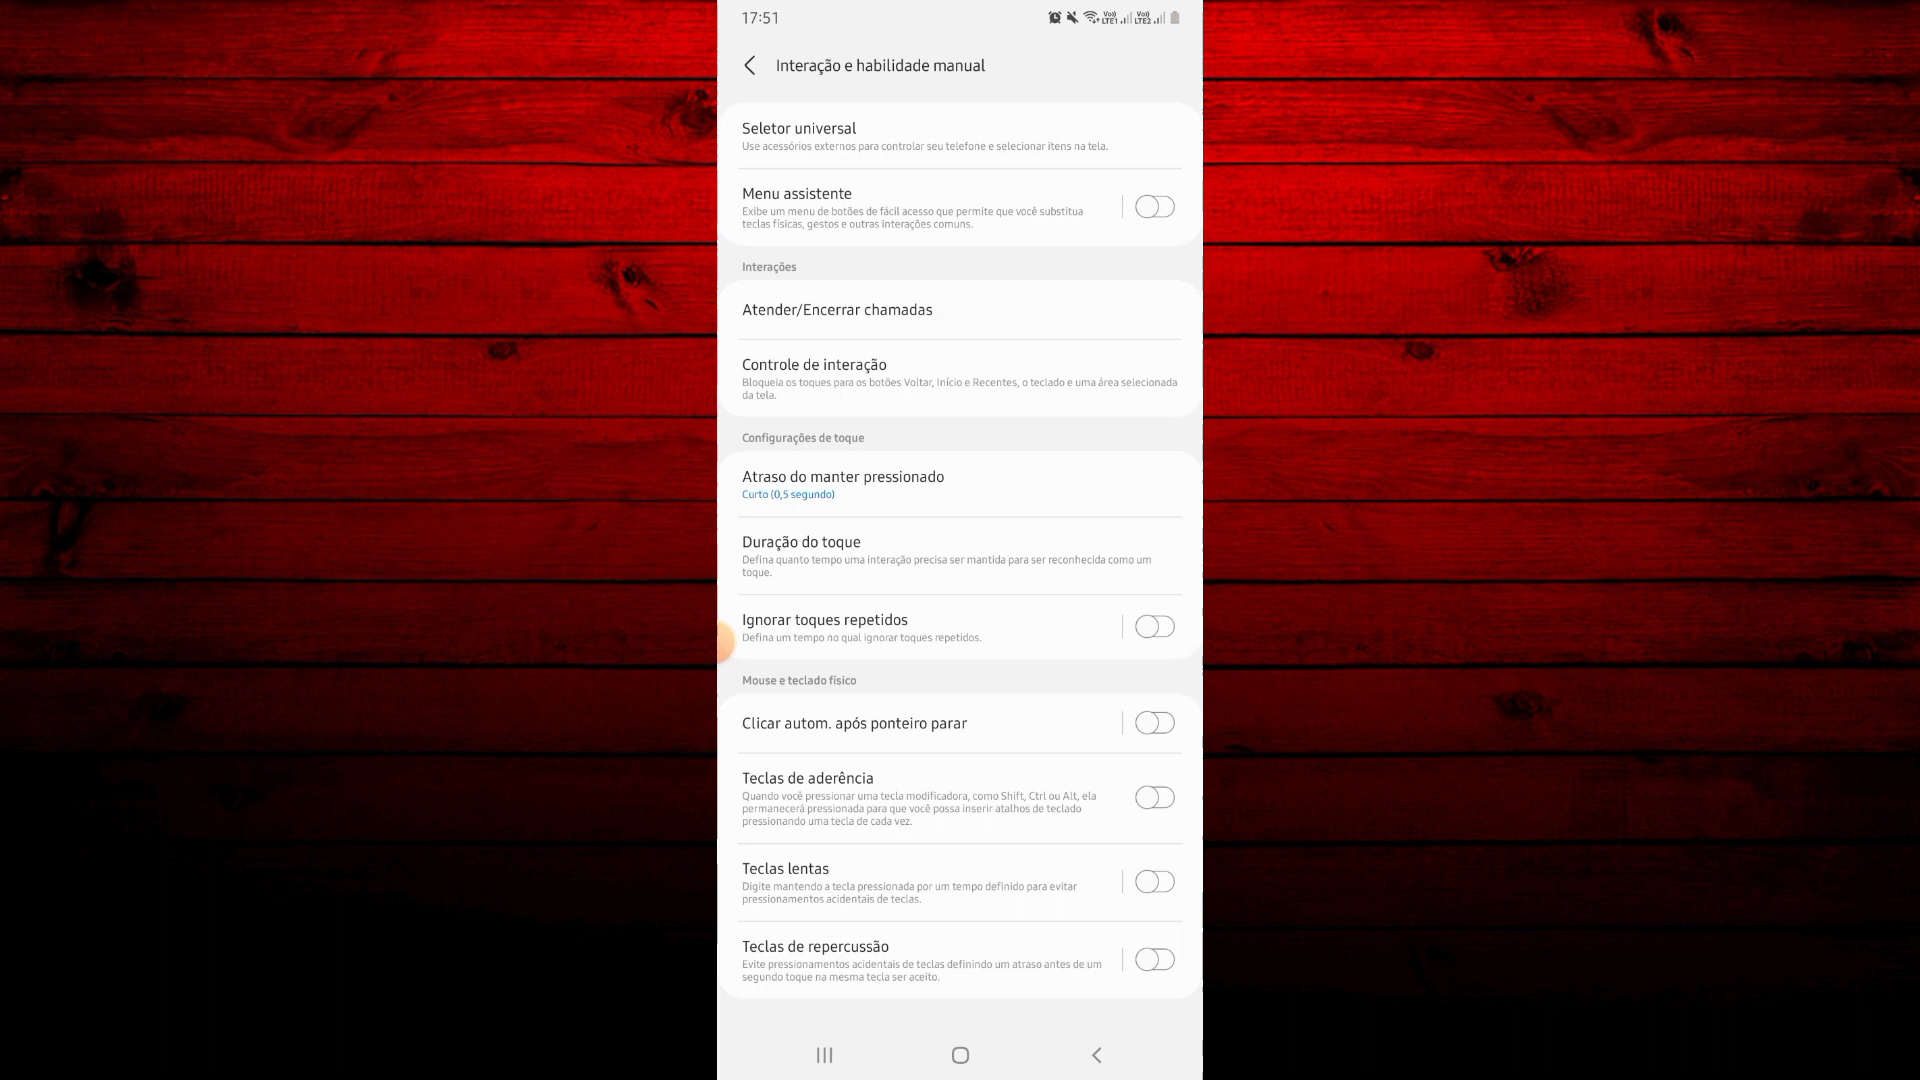 17:51
Vo)) LTE1 Vo)) LTE2
Interação e habilidade manual
Seletor universal
Use acessórios externos para controlar seu telefone e selecionar itens na tela.
Menu assistente
Exibe um menu de botões de fácil acesso que permite que você substitua
teclas físicas, gestos e outras interações comuns.
Interações
Atender/Encerrar chamadas
Controle de interação
Bloqueia os toques para os botões Voltar, Início e Recentes, o teclado e uma área selecionada
da tela.
Configurações de toque
Atraso do manter pressionado
Curto (0,5 segundo)
Duração do toque
Defina quanto tempo uma interação precisa ser mantida para ser reconhecida como um
toque.
Ignorar toques repetidos
Defina um tempo no qual ignorar toques repetidos.
Mouse e teclado físico
Clicar autom. após ponteiro parar
Teclas de aderência
Quando você pressionar uma tecla modificadora, como Shift, Ctrl ou Alt, ela
permanecerá pressionada para que você possa inserir atalhos de teclado
pressionando uma tecla de cada vez.
Teclas lentas
Digite mantendo a tecla pressionada por um tempo definido para evitar
pressionamentos acidentais de teclas.
Teclas de repercussão
Evite pressionamentos acidentais de teclas definindo um atraso antes de um
segundo toque na mesma tecla ser aceito.